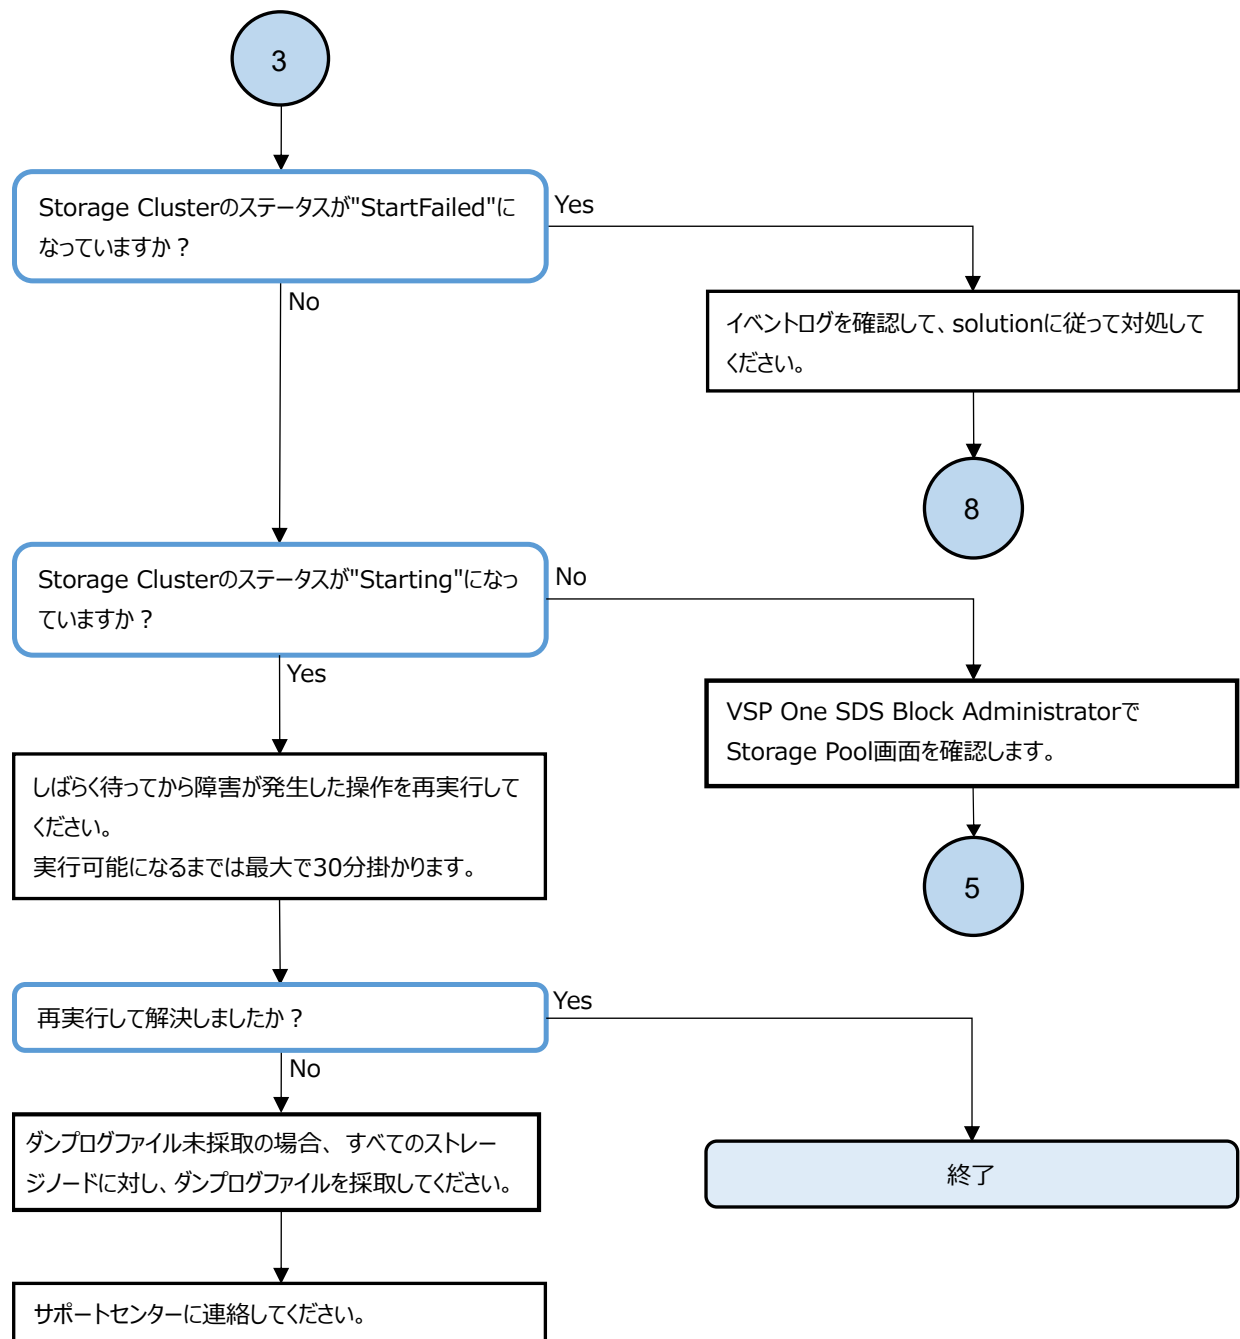 3
Storage Clusterのステータスが"StartFailed"に
なっていますか？
Yes
No
イベントログを確認して、solutionに従って対処して
ください。
8
Storage Clusterのステータスが"Starting"になっ
ていますか？
No
Yes
VSP One SDS Block Administratorで
Storage Pool画面を確認します。
しばらく待ってから障害が発生した操作を再実行して
ください。
実行可能になるまでは最大で30分掛かります。
5
再実行して解決しましたか？
Yes
No
ダンプログファイル未採取の場合、すべてのストレー
ジノードに対し、ダンプログファイルを採取してください。
終了
サポートセンターに連絡してください。